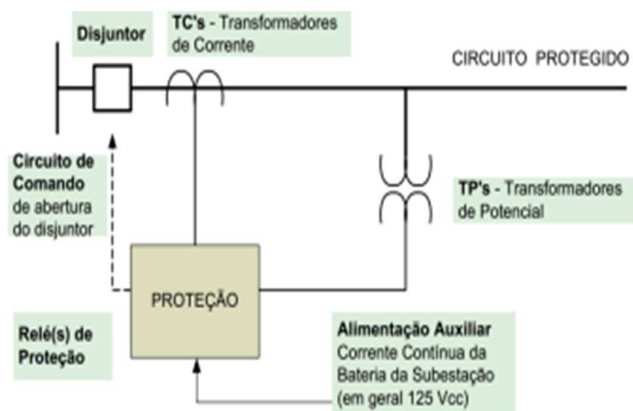 Disjuntor
TC's - Transformadores
de Corrente
CIRCUITO PROTEGIDO
Circuito de
Comando
de abertura
do disjuntor
TP's - Transformadores
de Potencial
PROTEÇÃO
Relé(s) de
Proteção
Alimentação Auxiliar
Corrente Contínua da
Bateria da Subestação
(em geral 125 Vcc)